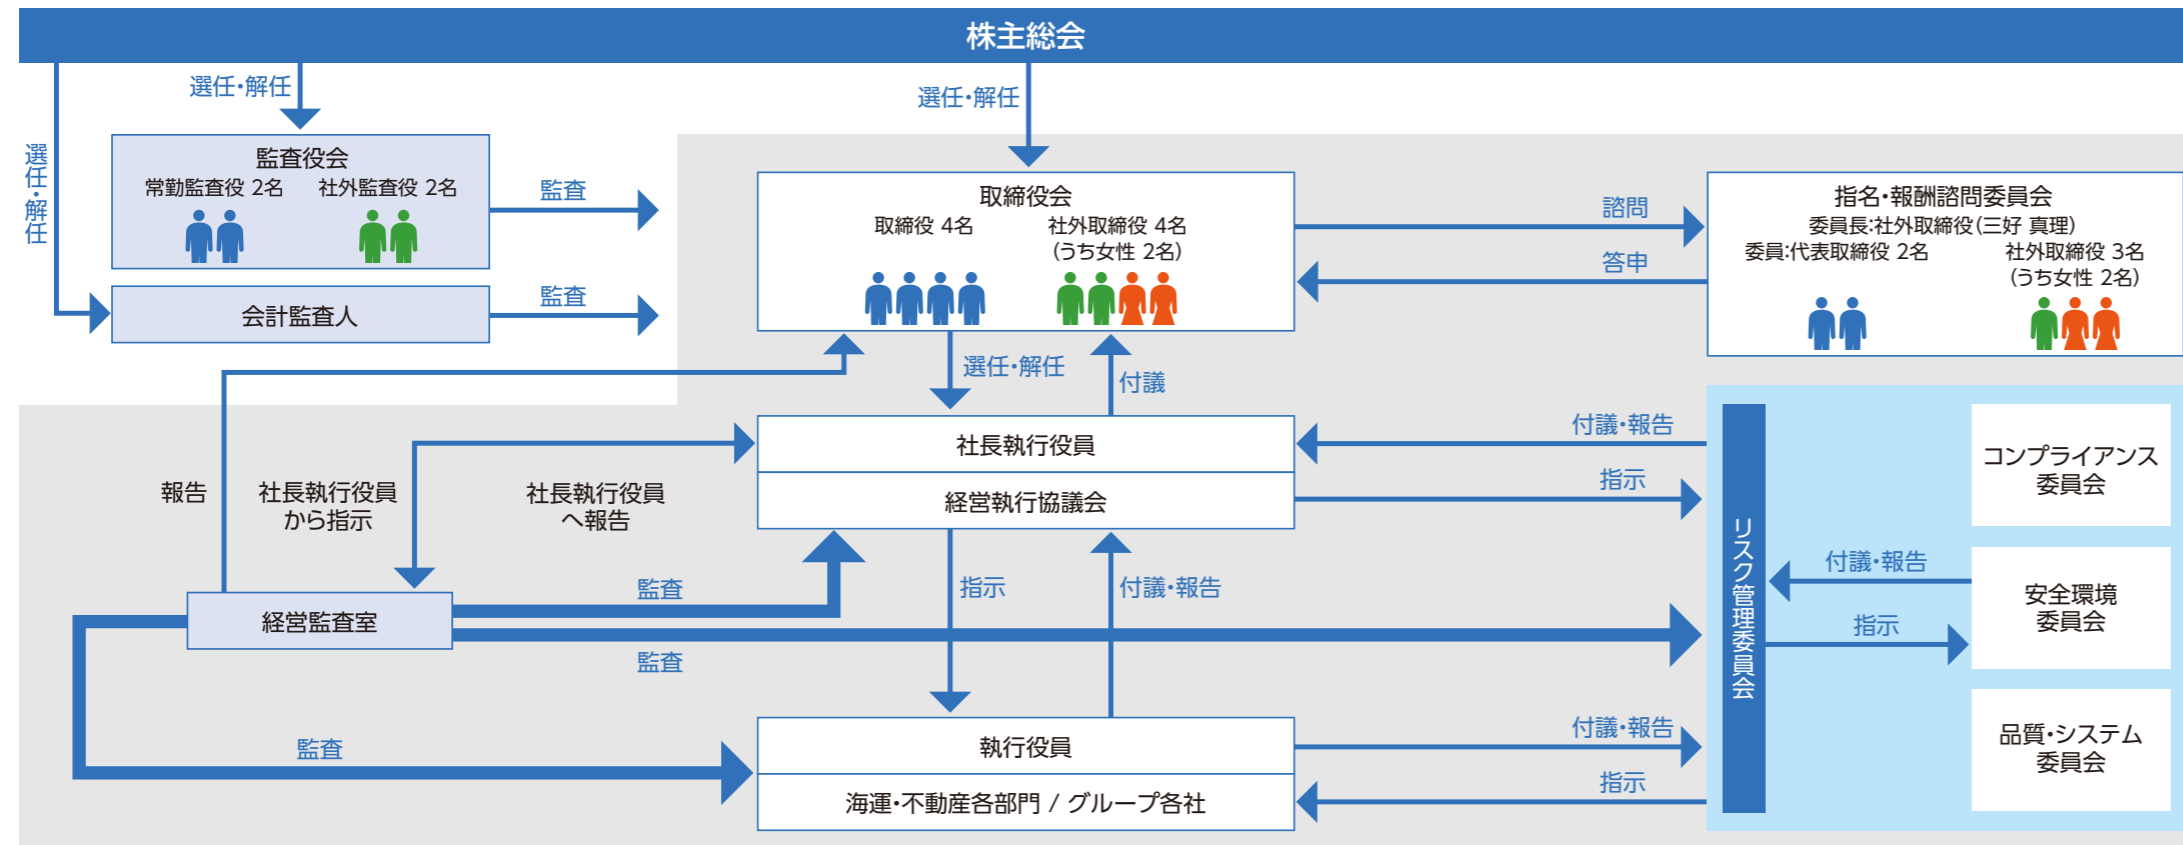 株主総会
選任・解任
選任・解任
選任・解任
監査役会
常勤監査役 2名
社外監査役 2名
監査
会計監査人
監査
取締役会
取締役 4名
社外取締役 4名
(うち女性 2名)
諮問
答申
指名・報酬諮問委員会
委員長:社外取締役(三好 真理)
委員:代表取締役 2名
社外取締役 3名
(うち女性 2名)
選任・解任
付議
報告
社長執行役員
から指示
社長執行役員
へ報告
社長執行役員
経営執行協議会
付議・報告
指示
経営監査室
監査
監査
監査
指示
付議・報告
執行役員
海運・不動産各部門 / グループ各社
付議・報告
指示
リスク管理委員会
付議・報告
指示
コンプライアンス
委員会
安全環境
委員会
品質・システム
委員会